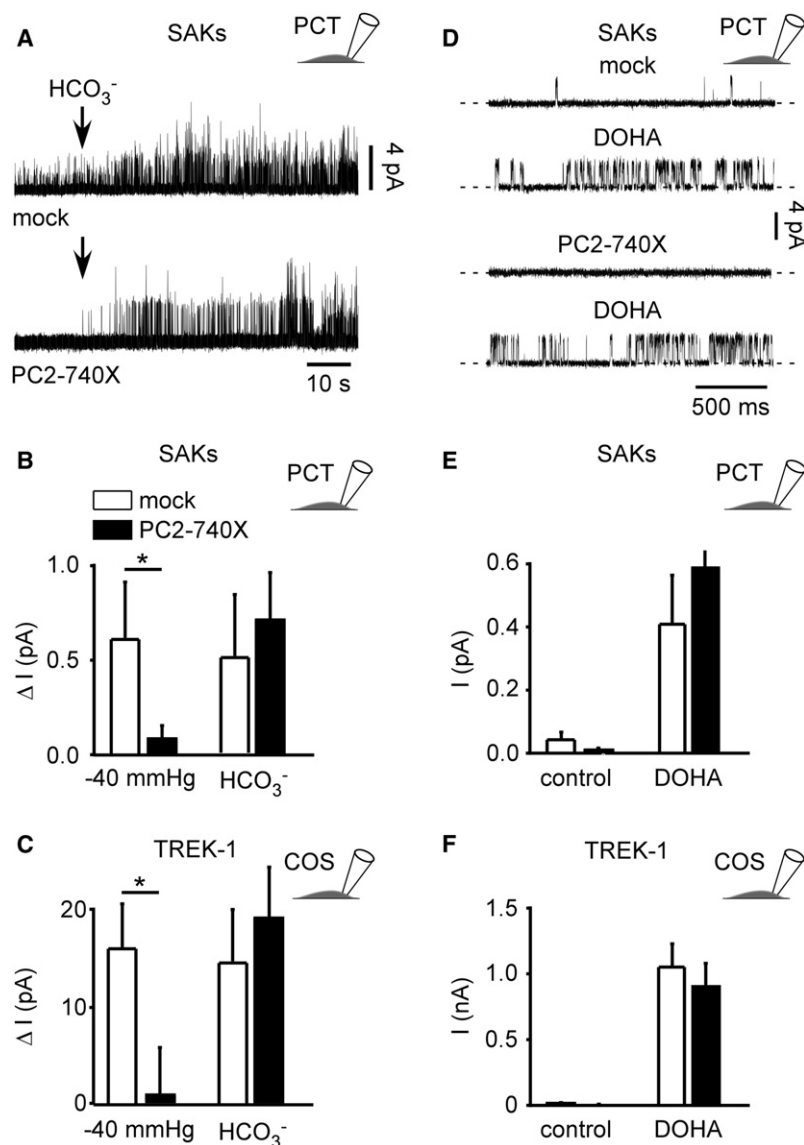 A
SAKs
PCT
HCO₃⁻
4 pA
mock
PC2-740X
10 s
D
SAKs
PCT
mock
DOHA
4 pA
PC2-740X
DOHA
500 ms
B
SAKs
PCT
mock
PC2-740X
1.0
*
0.5
0.0
Δ I (pA)
-40 mmHg HCO₃⁻
E
SAKs
PCT
0.6
0.4
0.2
0.0
I (pA)
control DOHA
C
TREK-1
COS
20
*
10
0
Δ I (pA)
-40 mmHg HCO₃⁻
F
TREK-1
COS
1.5
1.0
0.5
0
I (nA)
control DOHA